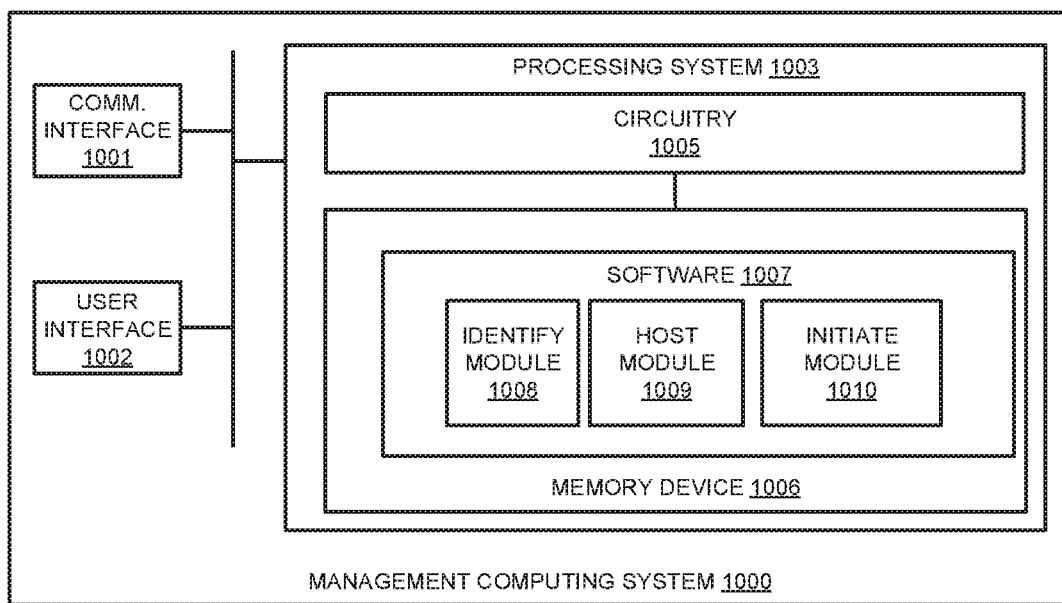 PROCESSING SYSTEM 1003
COMM.
INTERFACE
1001
CIRCUITRY
1005
USER
INTERFACE
1002
SOFTWARE 1007
IDENTIFY
MODULE
1008
HOST
MODULE
1009
INITIATE
MODULE
1010
MEMORY DEVICE 1006
MANAGEMENT COMPUTING SYSTEM 1000